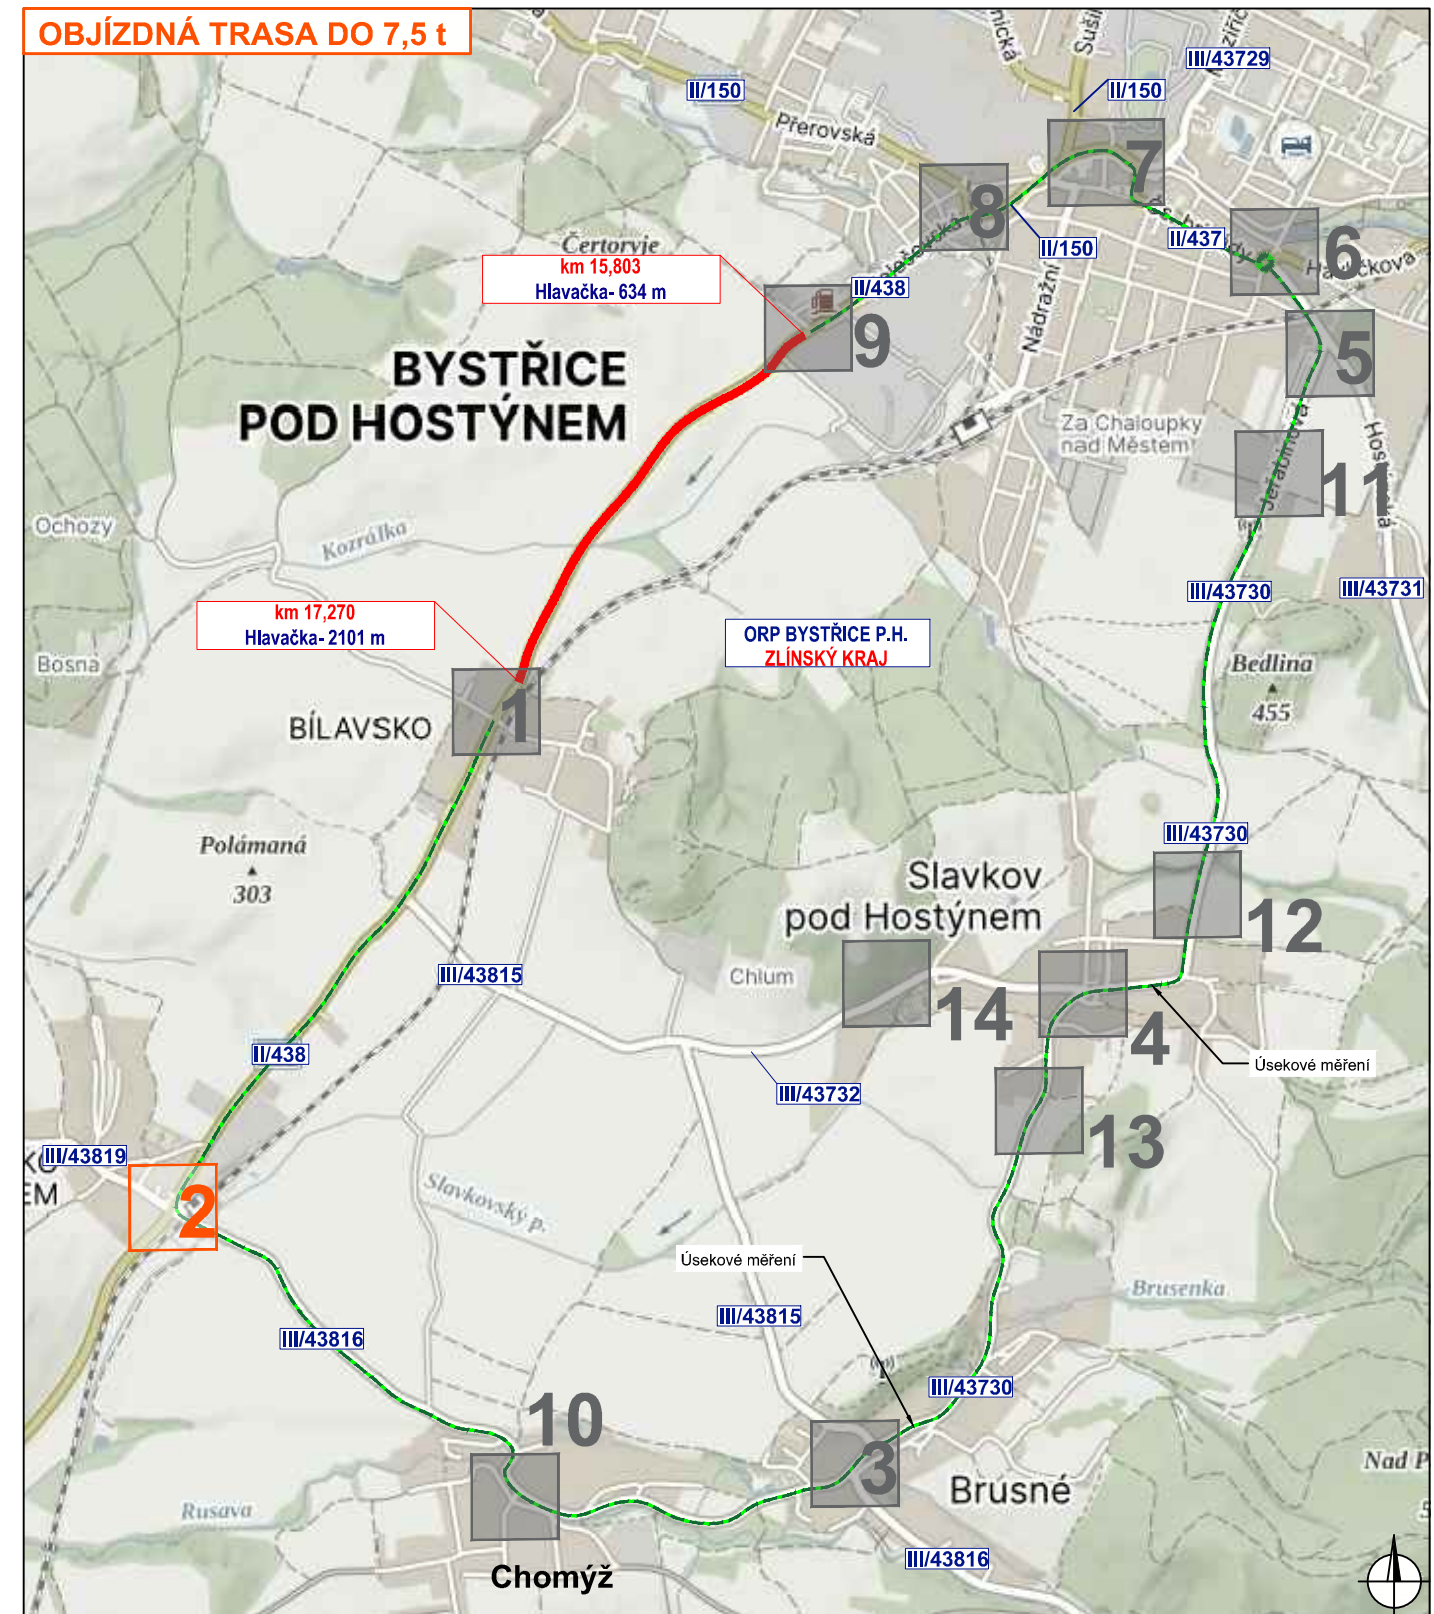 OBJÍZDNÁ TRASA DO 7,5 t
III/43729
II/150
II/150
Přerovská
7
8
Čertoryje
km 15,803
Hlavačka- 634 m
II/150
II/437
6
II/438
Nádražní
9
5
BYSTŘICE
POD HOSTÝNEM
Za Chaloupky
nad Městem
Jeřabinová
11
Ochozy
Kozrálka
III/43730
III/43731
km 17,270
Hlavačka- 2101 m
ORP BYSTŘICE P.H.
ZLÍNSKÝ KRAJ
Bosna
Bedlina
455
1
BÍLAVSKO
III/43730
Polámaná
303
Slavkov
pod Hostýnem
12
III/43815
Chlum
14
4
II/438
Úsekové měření
III/43732
13
III/43819
EM
2
Slavkovský p.
Úsekové měření
Brusenka
III/43815
III/43816
III/43730
10
3
Nad P
Brusné
Rusava
III/43816
Chomýž